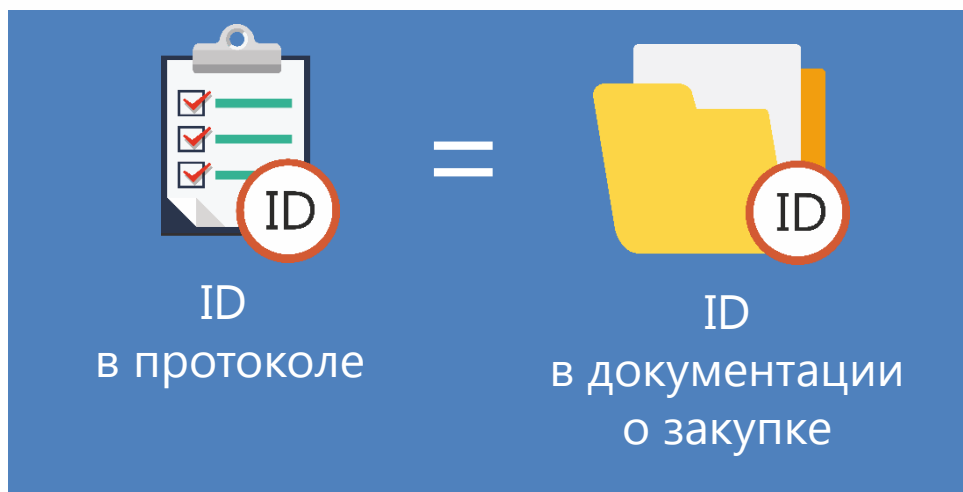 ID
ID
=
ID
в протоколе
ID
в документации
о закупке